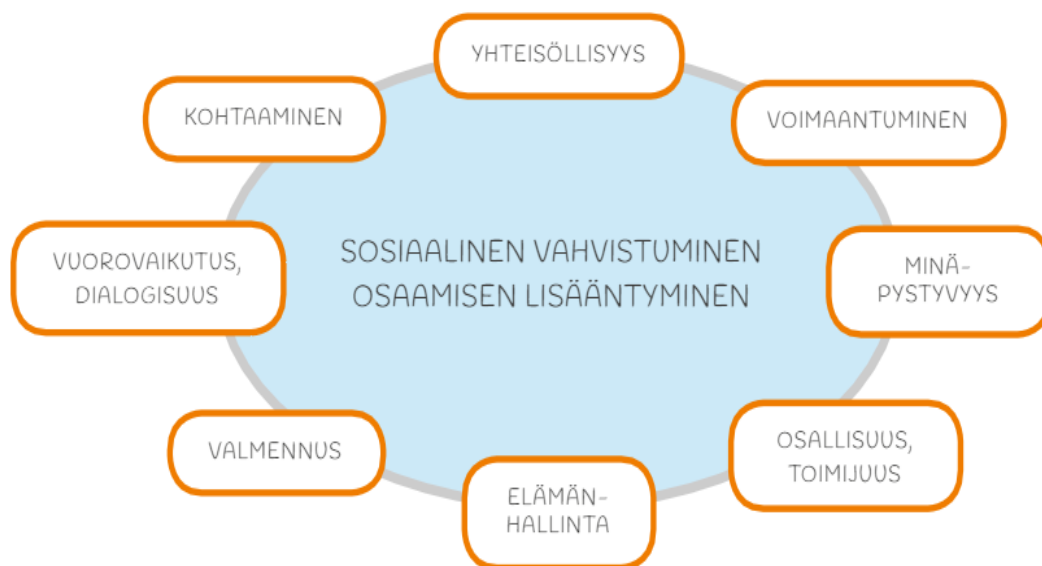 YHTEISÖLLISYYS
KOHTAAMINEN
VOIMAANTUMINEN
VUOROVAIKUTUS,
DIALOGISUUS
SOSIAALINEN VAHVISTUMINEN
OSAAMISEN LISÄÄNTYMINEN
MINÄ-
PYSTYVYYS
VALMENNUS
OSALLISUUS,
TOIMIJUUS
ELÄMÄN-
HALLINTA